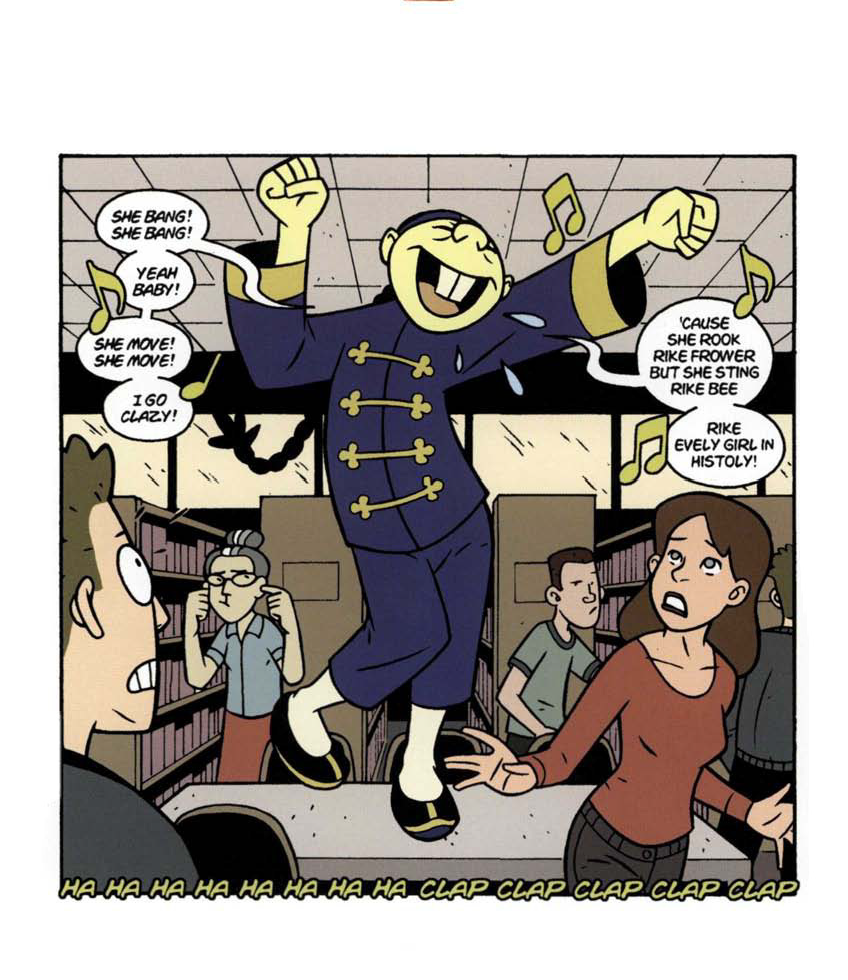 SHE BANG!
SHE BANG!
YEAH
BABY!
SHE MOVE!
SHE MOVE!
I GO
CLAZY!
'CAUSE
SHE ROOK
RIKE FROWER
BUT SHE STING
RIKE BEE
RIKE
EVELY GIRL IN
HISTOLY!
HA HA HA HA HA HA HA HA CLAP CLAP CLAP CLAP CLAP